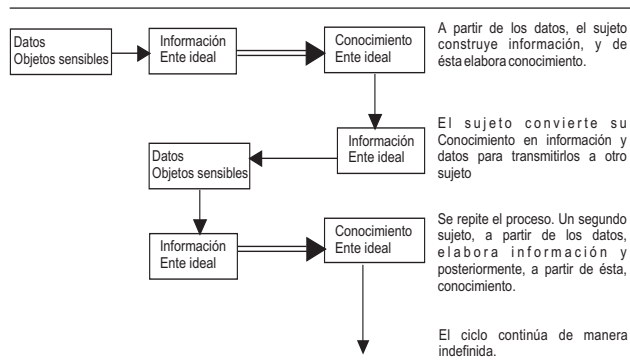 Datos
Objetos sensibles
Información
Ente ideal
Conocimiento
Ente ideal
A partir de los datos, el sujeto
construye información, y de
ésta elabora conocimiento.
Información
Ente ideal
Datos
Objetos sensibles
El sujeto convierte su
Conocimiento en información y
datos para transmitirlos a otro
sujeto
Información
Ente ideal
Conocimiento
Ente ideal
Se repite el proceso. Un segundo
sujeto, a partir de los datos,
elabora información y
posteriormente, a partir de ésta,
conocimiento.
El ciclo continúa de manera
indefinida.